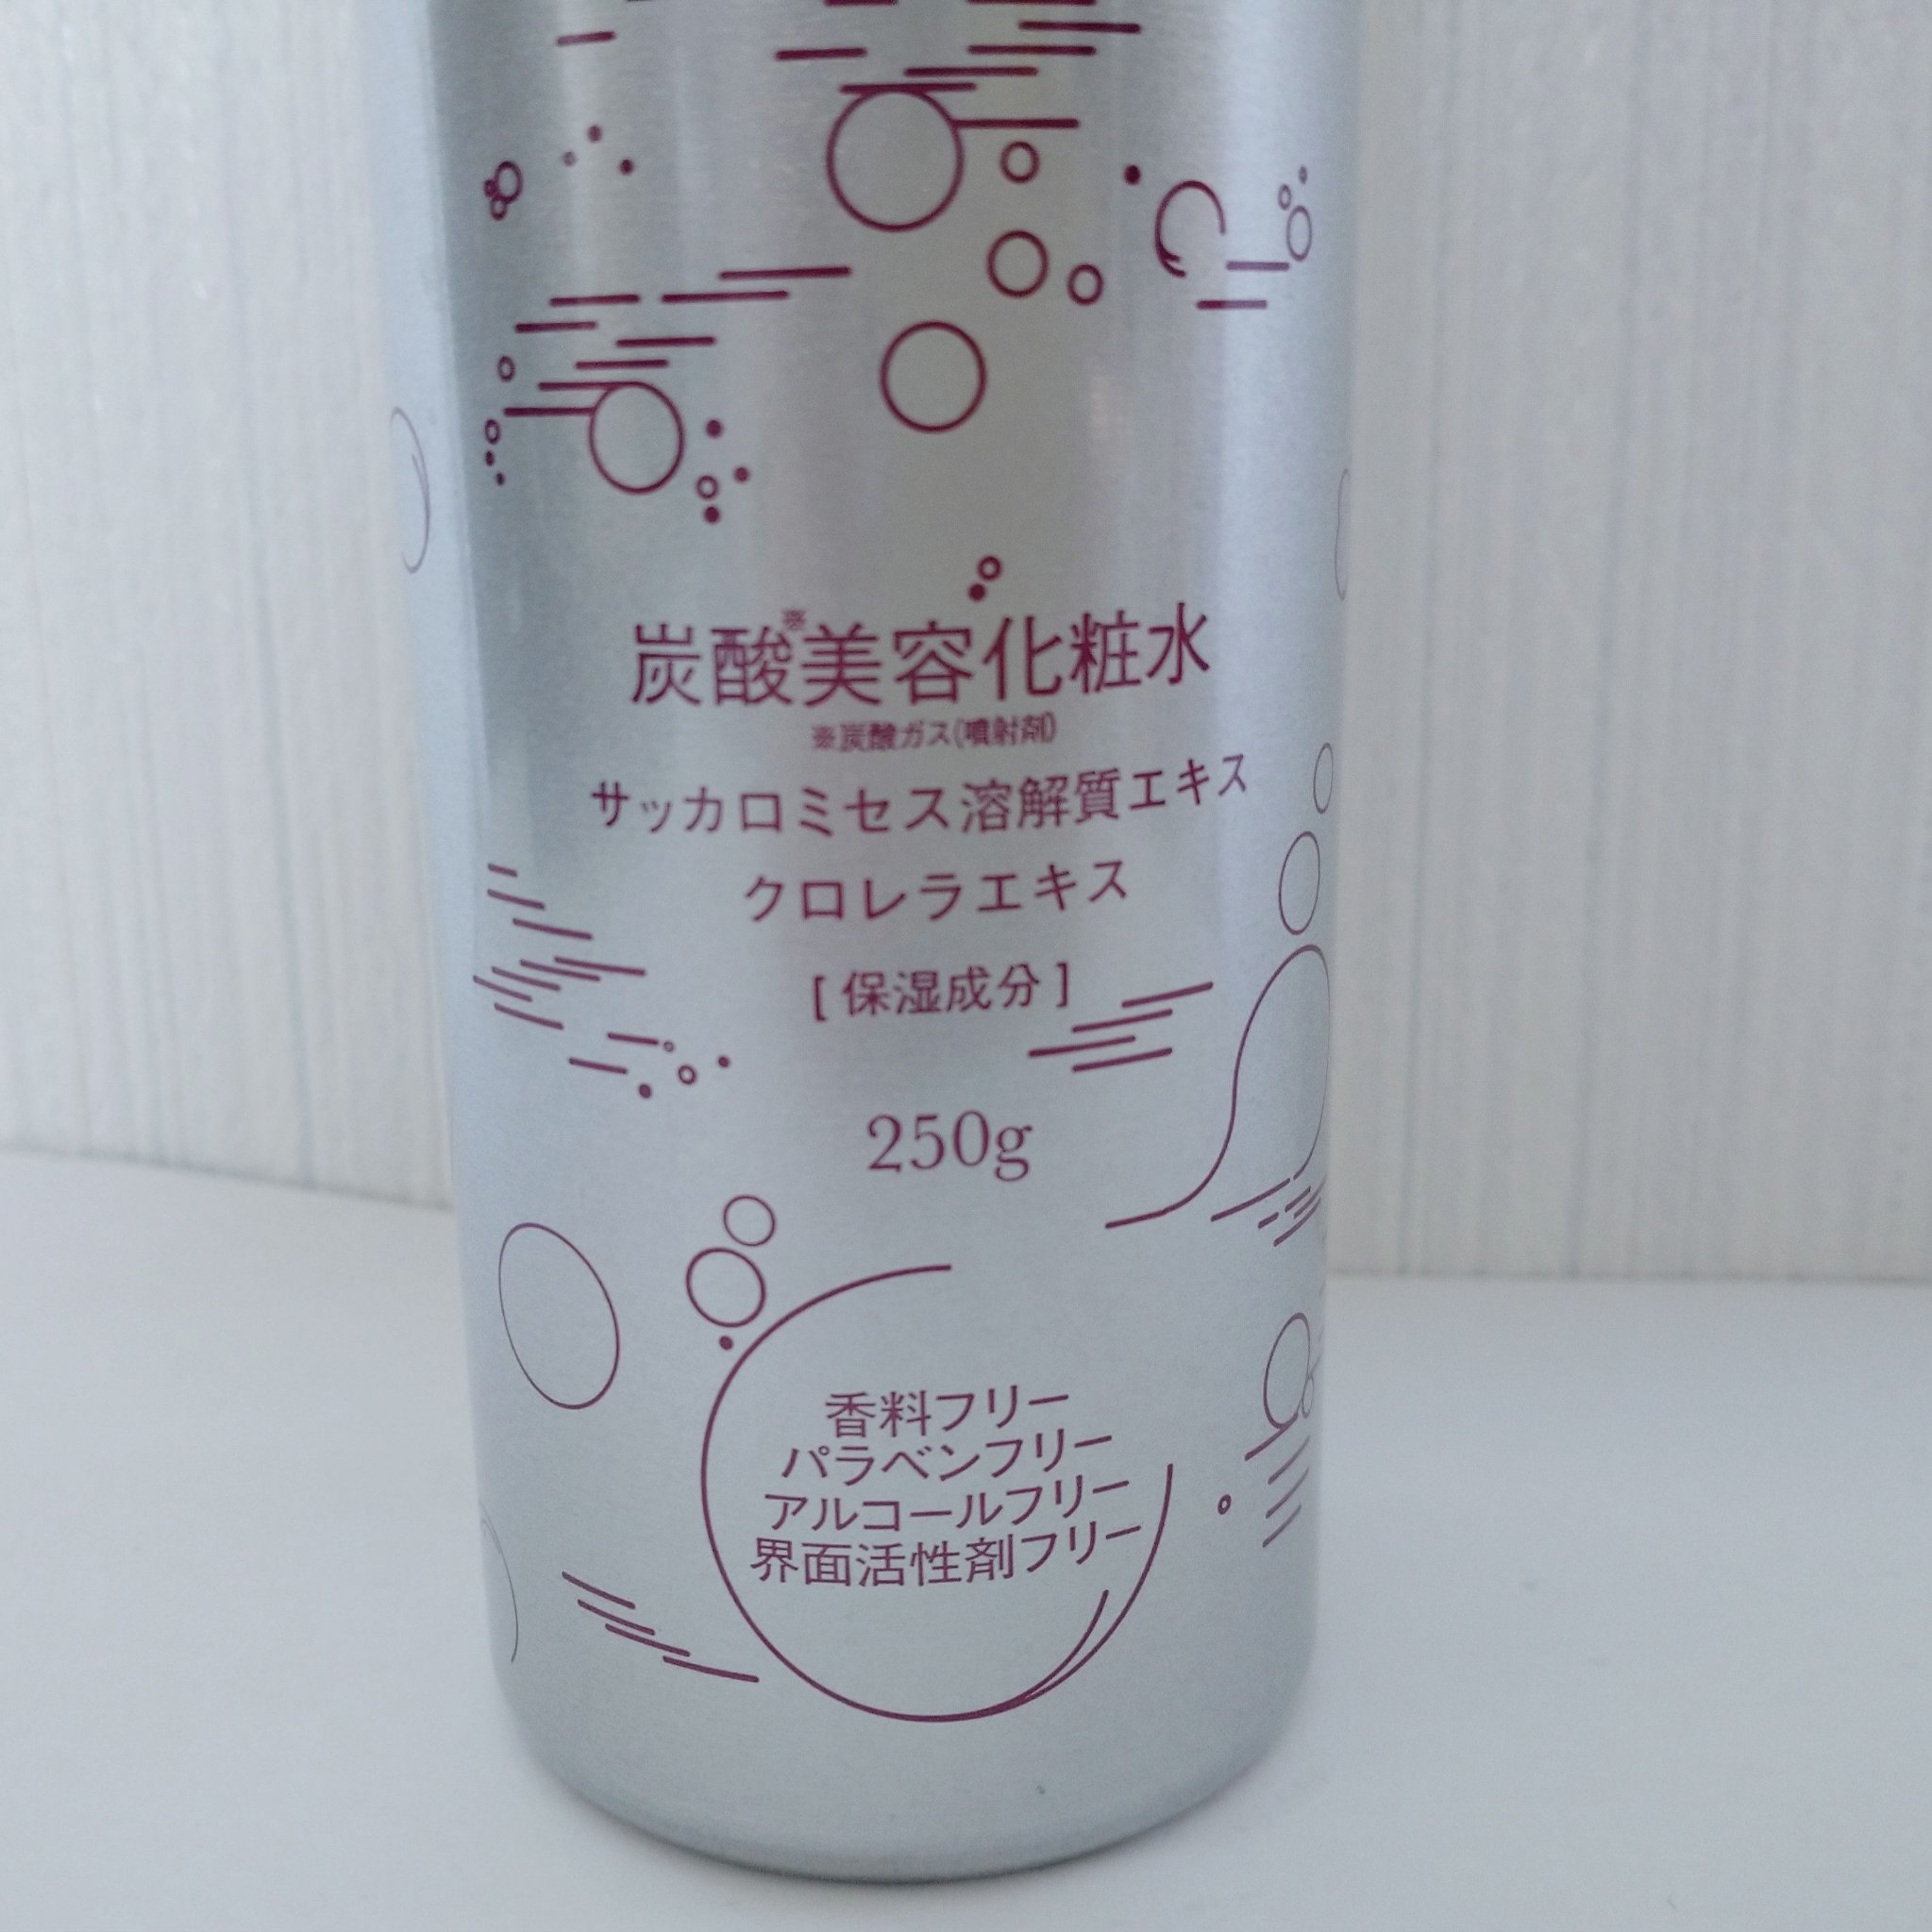 炭酸※美容化粧水
※炭酸ガス(噴射剤)
サッカロミセス溶解質エキス
クロレラエキス
[保湿成分]
250g
香料フリー
パラベンフリー
アルコールフリー
界面活性剤フリー